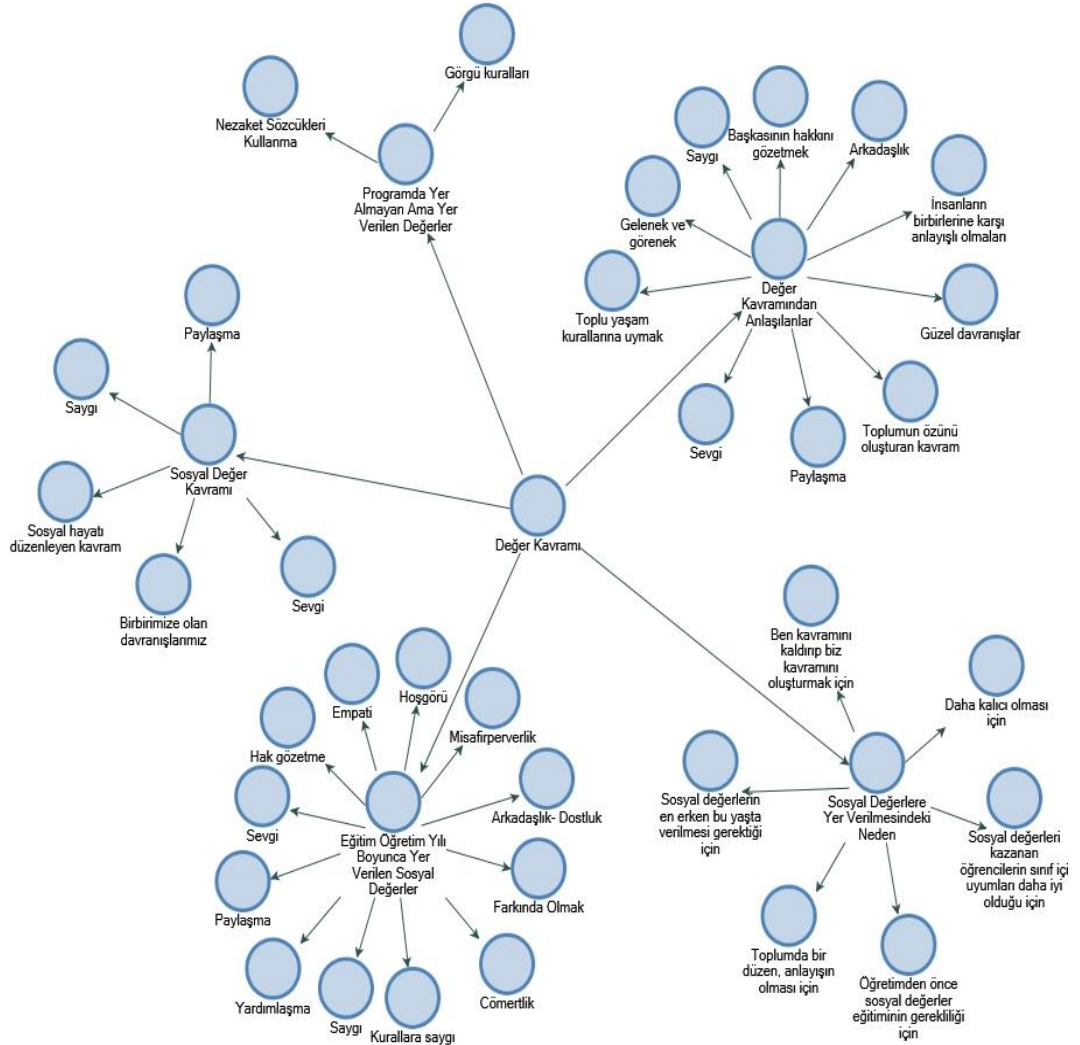 Görgü kuralları
Nezaket Sözcükleri
Kullanma
Programda Yer
Almayan Ama Yer
Verilen Değerler
Başkasının hakkını
gözetmek
Saygı
Arkadaşlık
İnsanların
birbirlerine karşı
anlayışlı olmaları
Gelenek ve
görenek
Değer
Kavramından
Anlaşılanlar
Toplu yaşam
kurallarına uymak
Güzel davranışlar
Sevgi
Paylaşma
Toplumun özünü
oluşturan kavram
Paylaşma
Saygı
Sosyal Değer
Kavramı
Sosyal hayatı
düzenleyen kavram
Birbirimize olan
davranışlarımız
Sevgi
Değer Kavramı
Hoşgörü
Empati
Misafirperverlik
Hak gözetme
Sevgi
Arkadaşlık- Dostluk
Eğitim Öğretim Yılı
Boyunca Yer
Verilen Sosyal
Değerler
Paylaşma
Farkında Olmak
Yardımlaşma
Saygı
Kurallara saygı
Cömertlik
Ben kavramını
kaldırıp biz
kavramını
oluşturmak için
Daha kalıcı olması
için
Sosyal değerlerin
en erken bu yaşta
verilmesi gerektiği
için
Sosyal Değerlere
Yer Verilmesindeki
Neden
Sosyal değerleri
kazanan
öğrencilerin sınıf içi
uyumları daha iyi
olduğu için
Toplumda bir
düzen, anlayışın
olması için
Öğretimden önce
sosyal değerler
eğitiminin gerekliliği
için